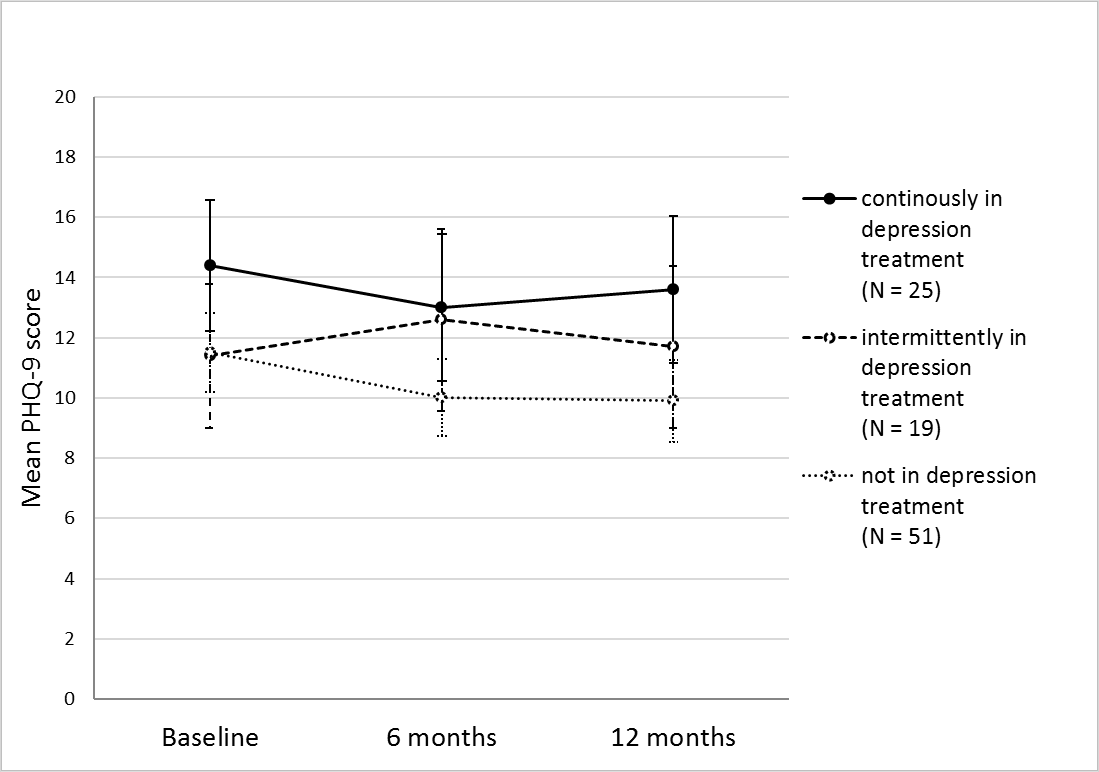 20
18
16
14
12
10
8
6
4
2
0
Mean PHQ-9 score
Baseline
6 months
12 months
continously in
depression
treatment
(N = 25)
intermittently in
depression
treatment
(N = 19)
not in depression
treatment
(N = 51)